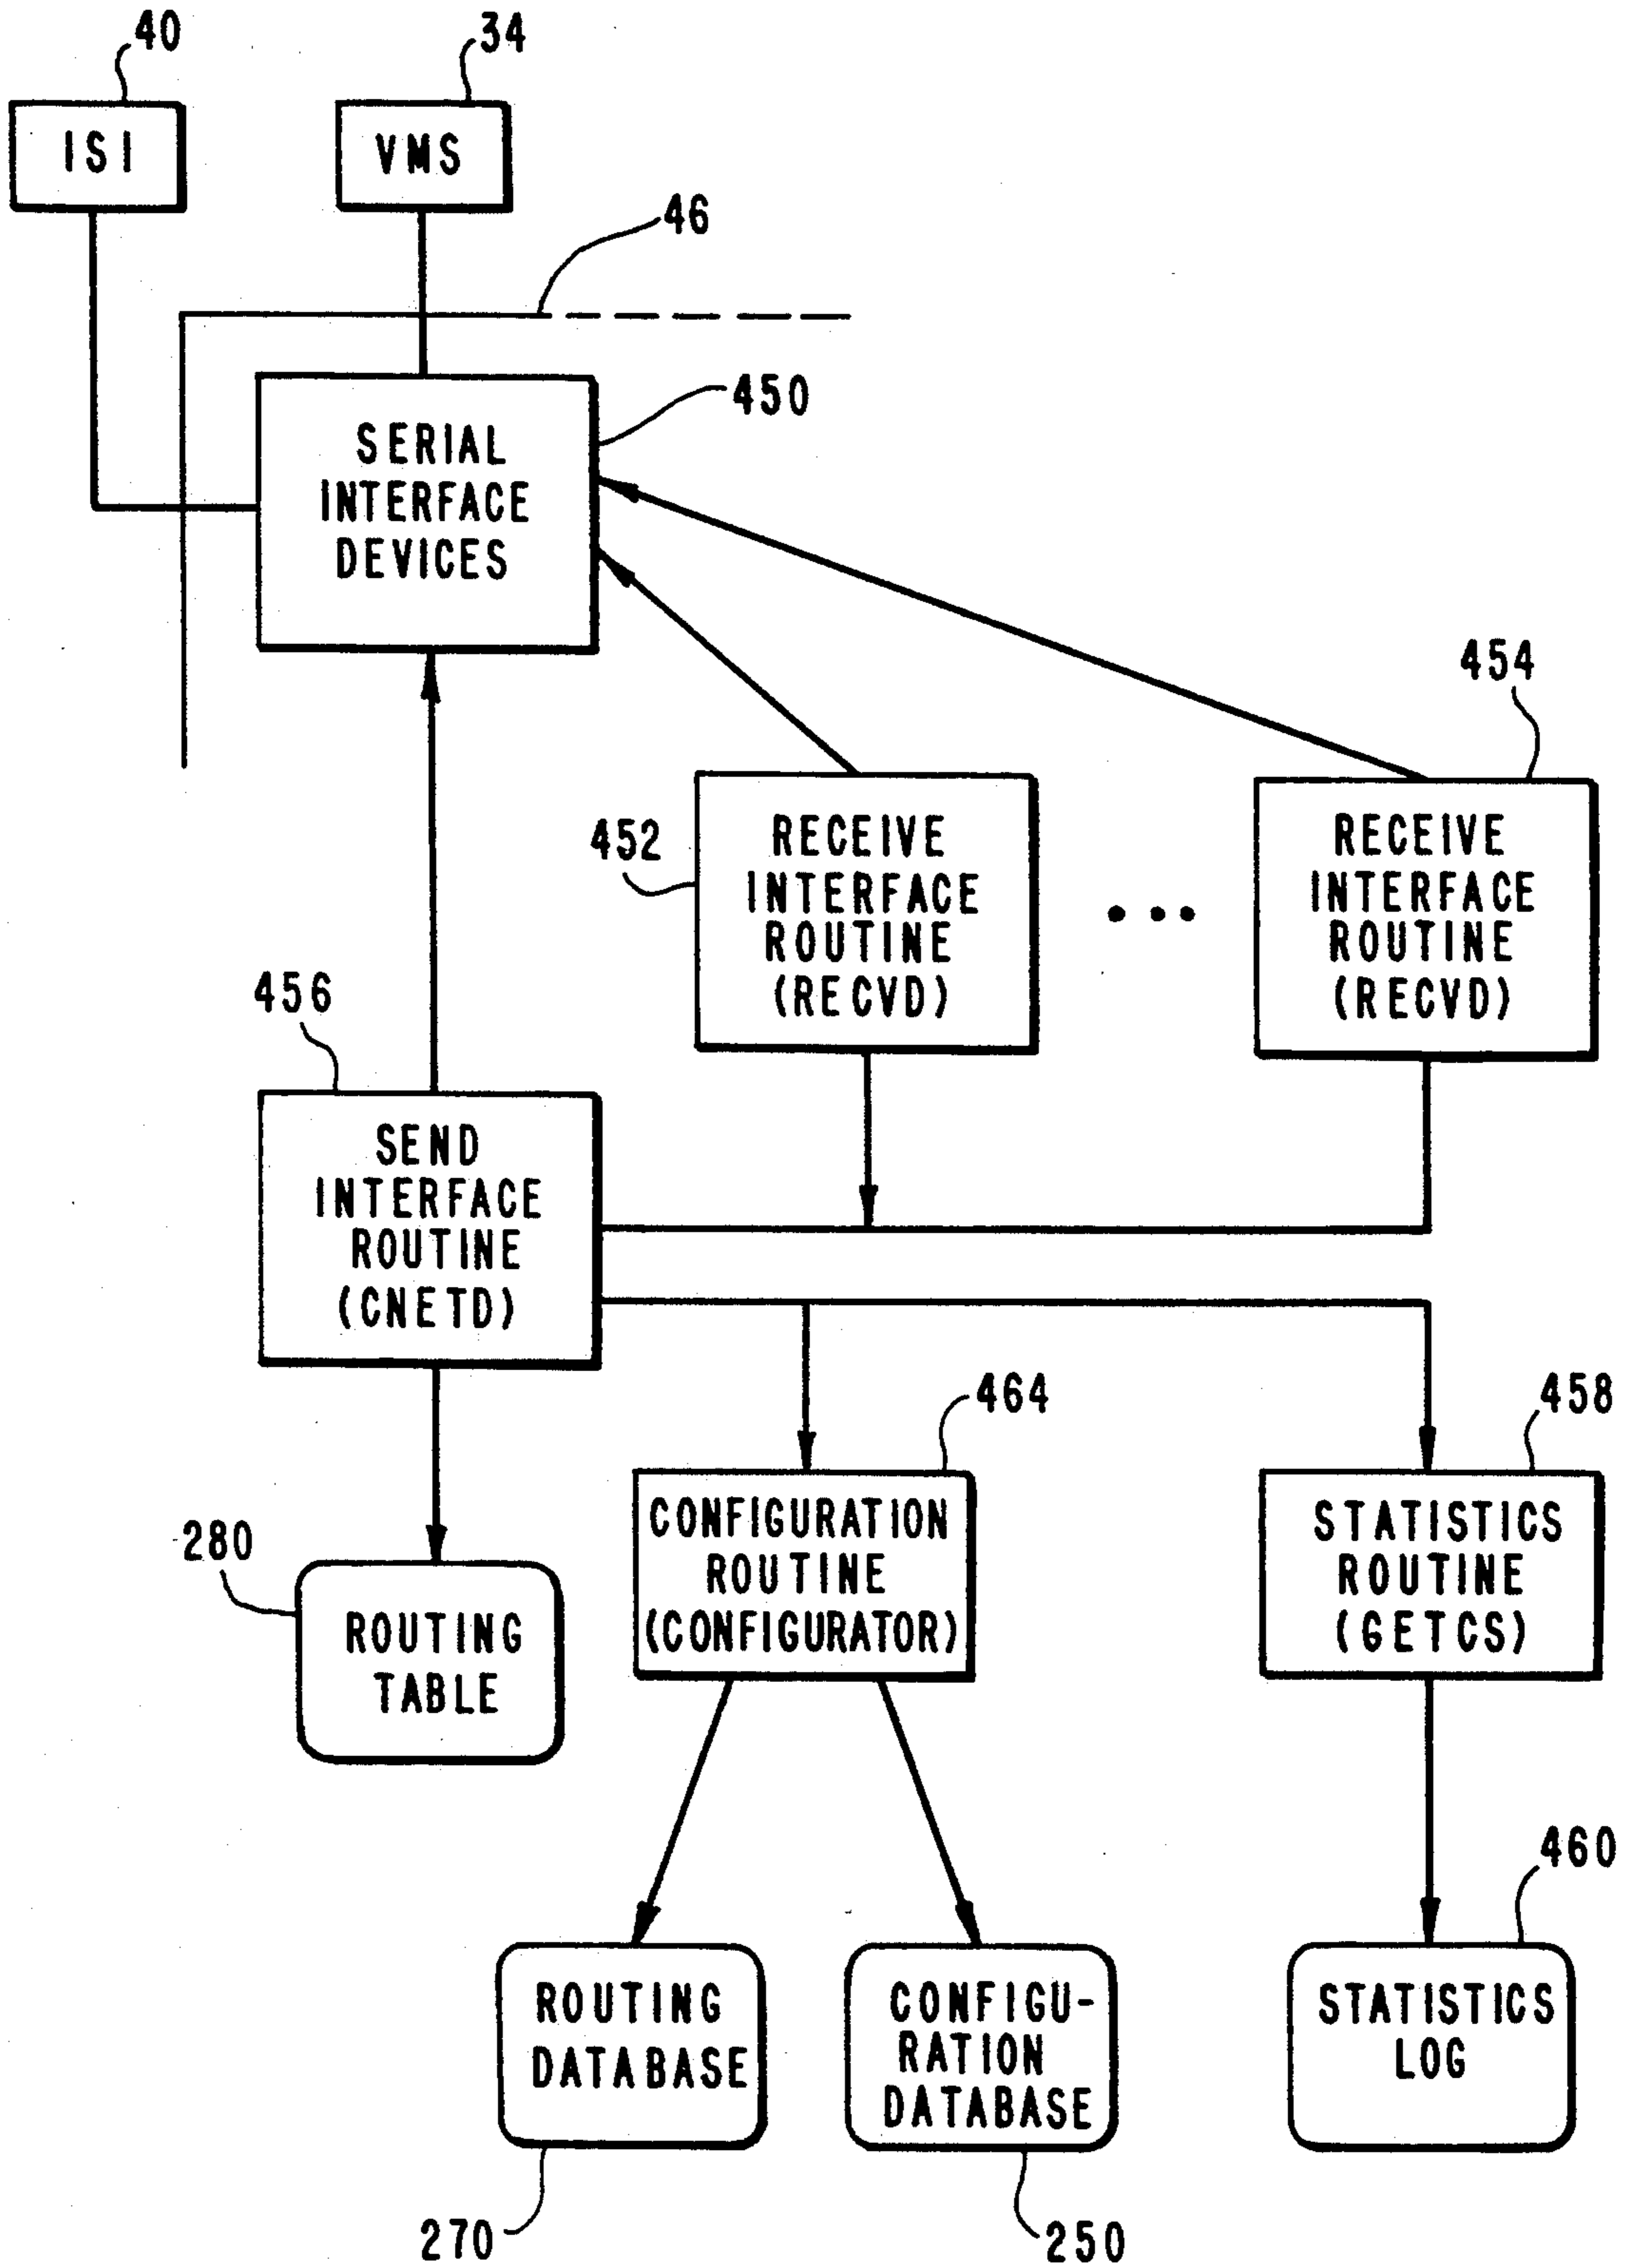 40
34
ISI
VMS
46
450
SERIAL
INTERFACE
DEVICES
454
452
RECEIVE
INTERFACE
ROUTINE
(RECVD)
RECEIVE
INTERFACE
ROUTINE
(RECVD)
456
SEND
INTERFACE
ROUTINE
(CNETD)
464
458
280
ROUTING
TABLE
CONFIGURATION
ROUTINE
(CONFIGURATOR)
STATISTICS
ROUTINE
(GETCS)
460
ROUTING
DATABASE
CONFIGU-
RATION
DATABASE
STATISTICS
LOG
270
250